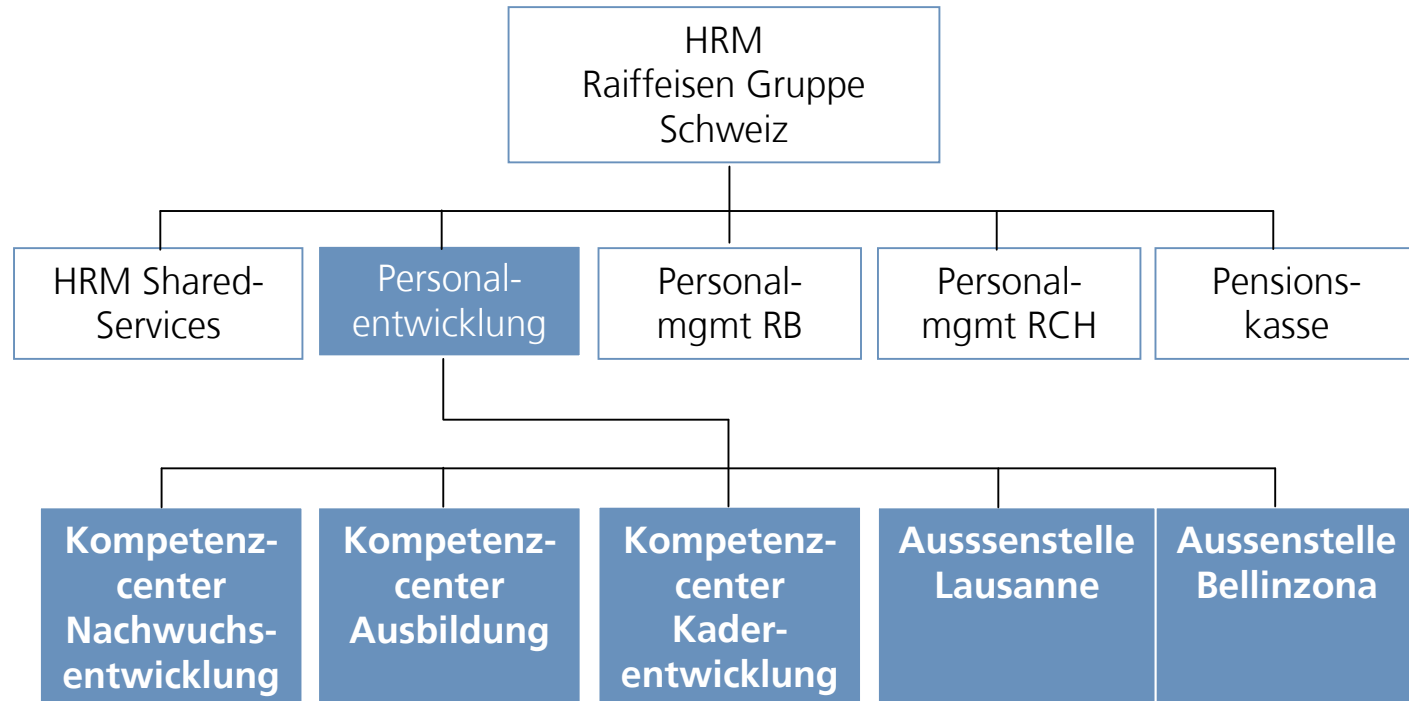 HRM
Raiffeisen Gruppe
Schweiz
HRM Shared-
Services
Personal-
entwicklung
Personal-
mgmt RB
Personal-
mgmt RCH
Pensions-
kasse
Kompetenz-
center
Nachwuchs-
entwicklung
Kompetenz-
center
Ausbildung
Kompetenz-
center
Kader-
entwicklung
Ausssenstelle
Lausanne
Aussenstelle
Bellinzona